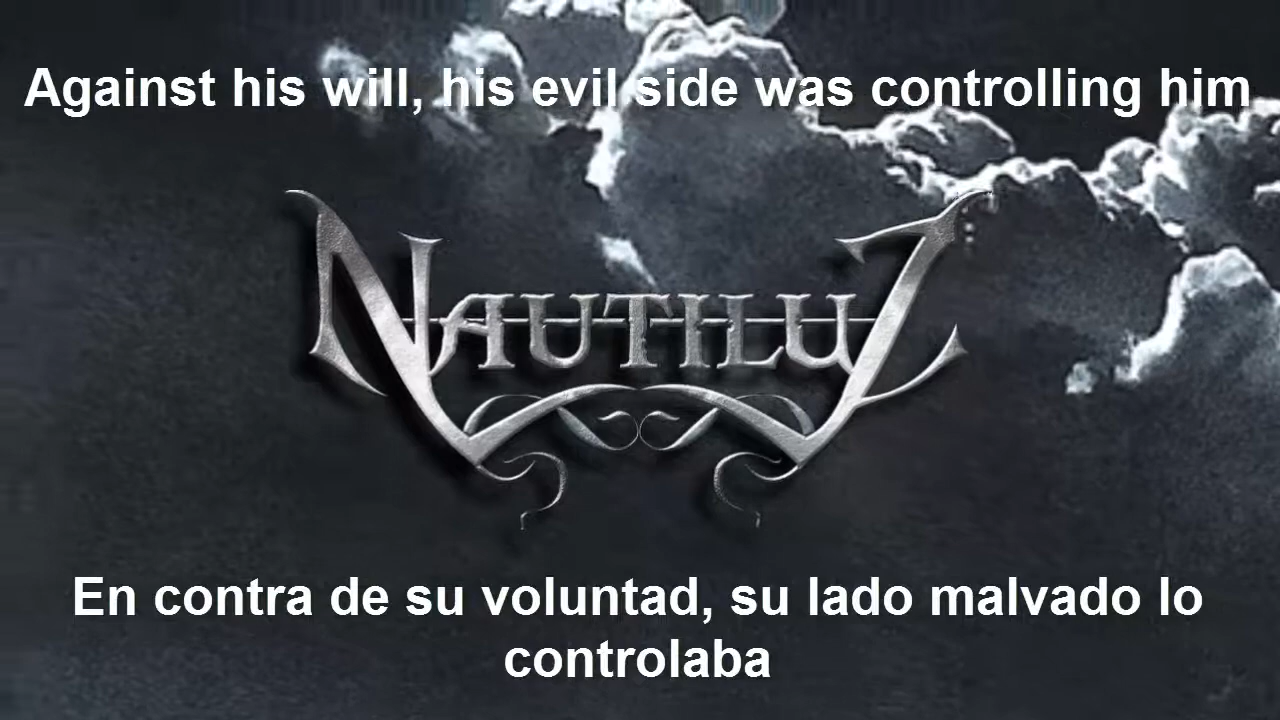 Against his will, his evil side was controlling him
NAUTILUZ
En contra de su voluntad, su lado malvado lo
controlaba